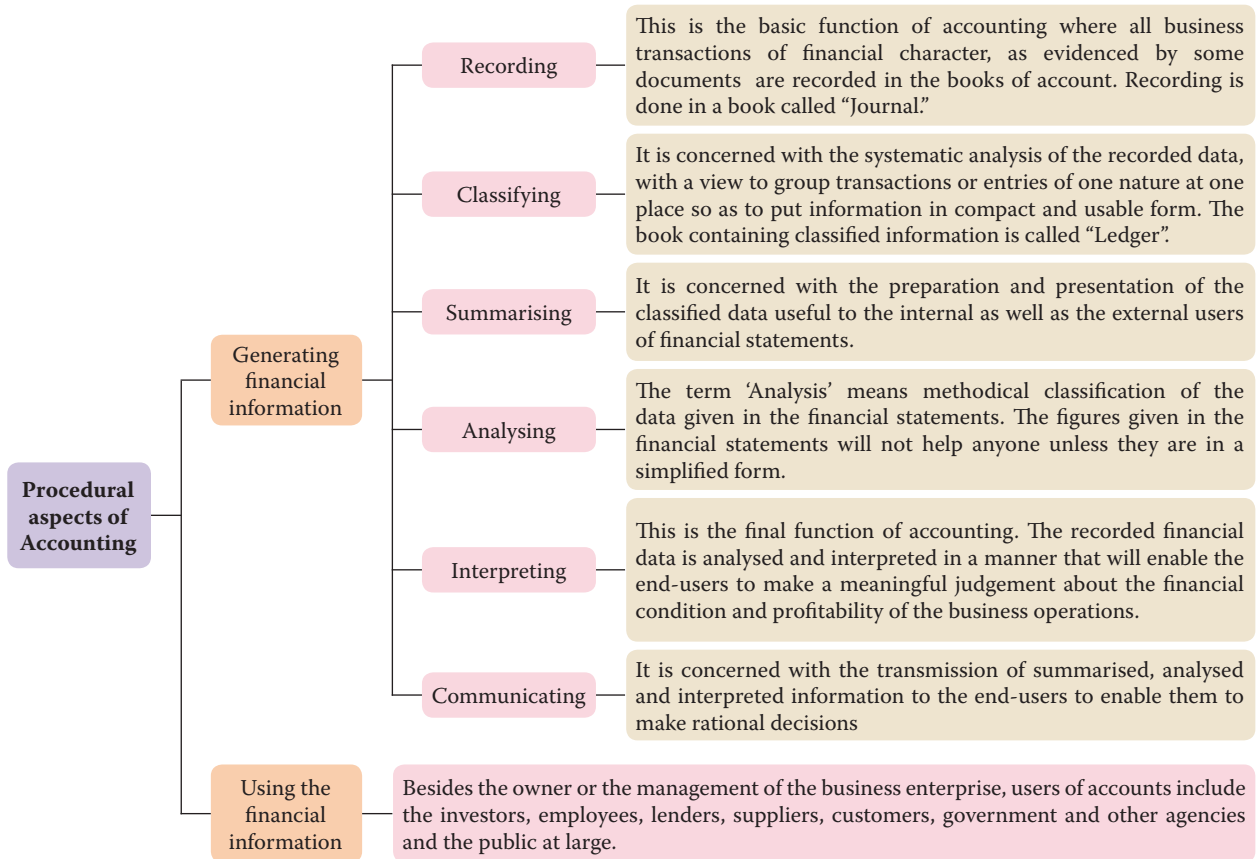 Procedural
aspects of
Accounting
Generating
financial
information
Recording
This is the basic function of accounting where all business
transactions of financial character, as evidenced by some
documents are recorded in the books of account. Recording is
done in a book called “Journal.”
Classifying
It is concerned with the systematic analysis of the recorded data,
with a view to group transactions or entries of one nature at one
place so as to put information in compact and usable form. The
book containing classified information is called “Ledger”.
Summarising
It is concerned with the preparation and presentation of the
classified data useful to the internal as well as the external users
of financial statements.
Analysing
The term ‘Analysis’ means methodical classification of the
data given in the financial statements. The figures given in the
financial statements will not help anyone unless they are in a
simplified form.
Interpreting
This is the final function of accounting. The recorded financial
data is analysed and interpreted in a manner that will enable the
end-users to make a meaningful judgement about the financial
condition and profitability of the business operations.
Communicating
It is concerned with the transmission of summarised, analysed
and interpreted information to the end-users to enable them to
make rational decisions
Using the
financial
information
Besides the owner or the management of the business enterprise, users of accounts include
the investors, employees, lenders, suppliers, customers, government and other agencies
and the public at large.